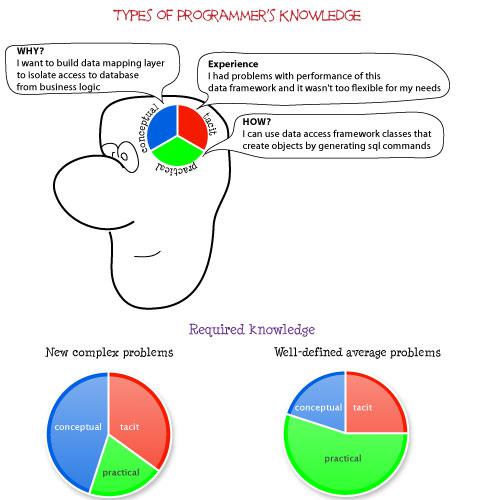 TYPES OF PROGRAMMER'S KNOWLEDGE
WHY?
I want to build data mapping layer
to isolate access to database
from business logic
Experience
I had problems with performance of this
data framework and it wasn't too flexible for my needs
HOW?
I can use data access framework classes that
create objects by generating sql commands
conceptual
tacit
practical
Required knowledge
New complex problems
Well-defined average problems
conceptual
tacit
practical
conceptual
tacit
practical